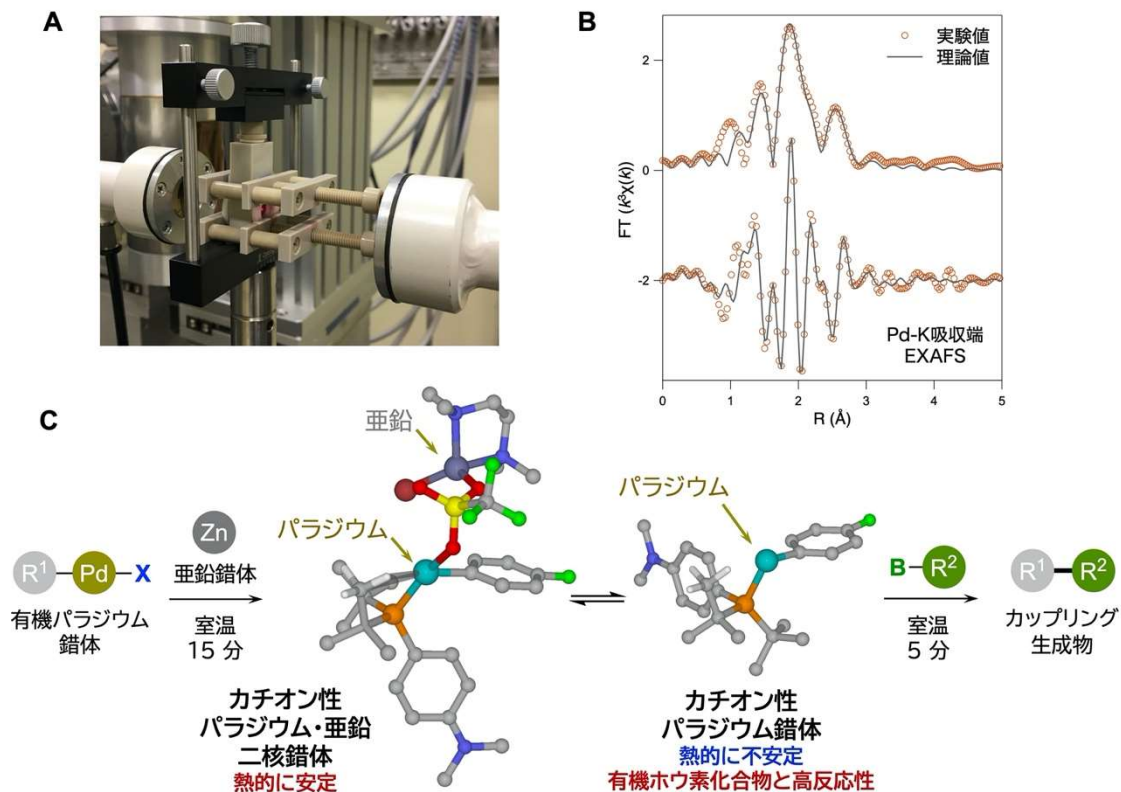 A
B
実験値
理論値
2
0
-2
FT (k³χ(k))
Pd-K吸収端
EXAFS
0 1 2 3 4 5
R (Å)
C
亜鉛
パラジウム
パラジウム
R¹ Pd X
有機パラジウム
錯体
Zn
亜鉛錯体
室温
15 分
カチオン性
パラジウム・亜鉛
二核錯体
熱的に安定
カチオン性
パラジウム錯体
熱的に不安定
有機ホウ素化合物と高反応性
B R²
室温
5 分
R¹ R²
カップリング
生成物